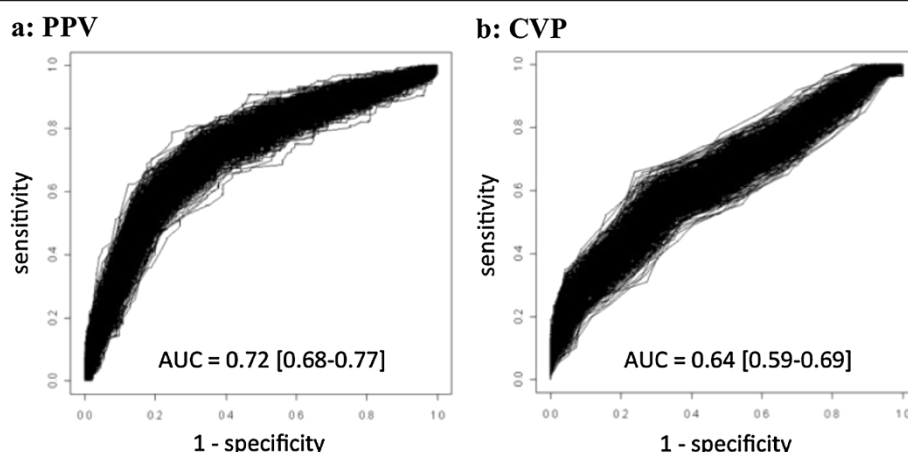 a: PPV
b: CVP
sensitivity
0.0 0.2 0.4 0.6 0.8 1.0
AUC = 0.72 [0.68-0.77]
0.0 0.2 0.4 0.6 0.8 1.0
1 - specificity
sensitivity
0.0 0.2 0.4 0.6 0.8 1.0
AUC = 0.64 [0.59-0.69]
0.0 0.2 0.4 0.6 0.8 1.0
1 - specificity